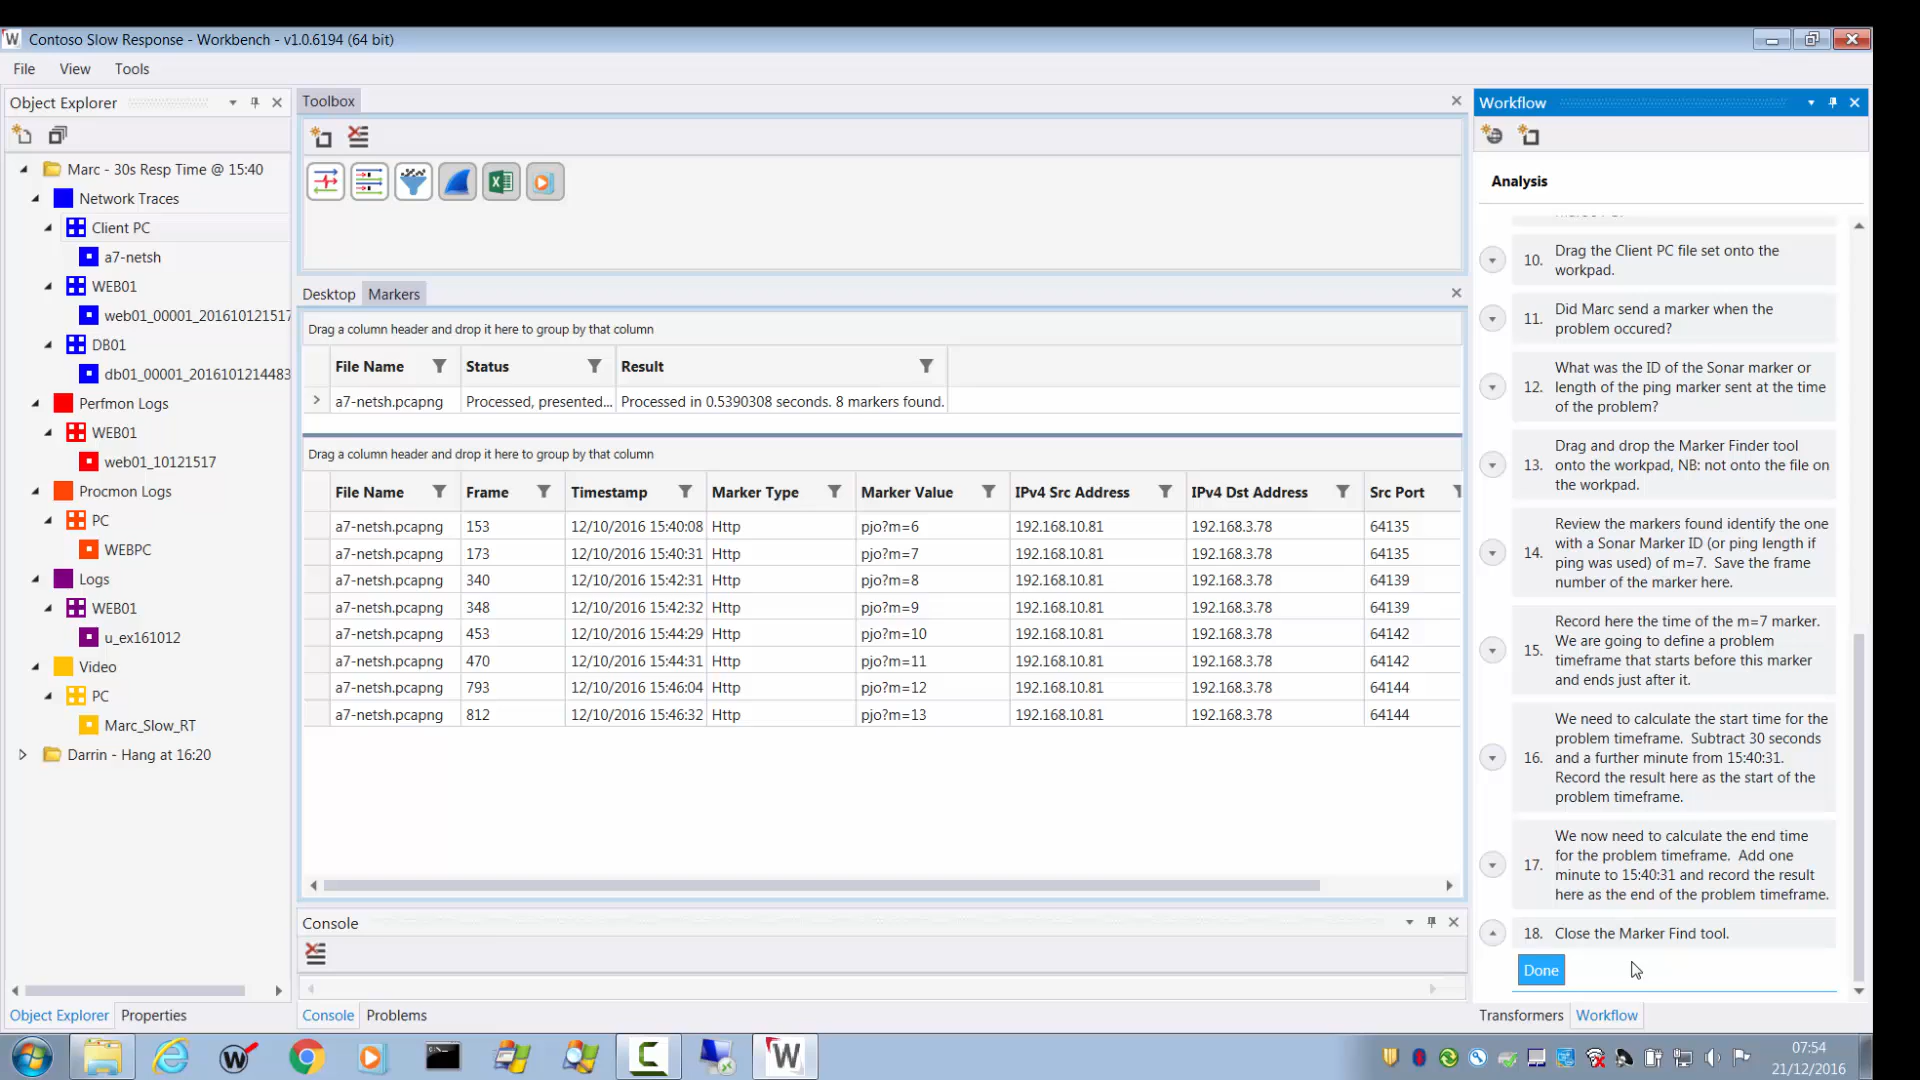 Contoso Slow Response - Workbench - v1.0.6194 (64 bit)
File View Tools
Object Explorer
Marc - 30s Resp Time @ 15:40
Network Traces
Client PC
a7-netsh
WEB01
web01_00001_201610121517
DB01
db01_00001_2016101214483
Perfmon Logs
WEB01
web01_10121517
Procmon Logs
PC
WEBPC
Logs
WEB01
u_ex161012
Video
PC
Marc_Slow_RT
Darrin - Hang at 16:20
Object Explorer Properties
Toolbox
Desktop Markers
Drag a column header and drop it here to group by that column
File Name Status Result
a7-netsh.pcapng Processed, presented... Processed in 0.5390308 seconds. 8 markers found.
Drag a column header and drop it here to group by that column
File Name Frame Timestamp Marker Type Marker Value IPv4 Src Address IPv4 Dst Address Src Port
a7-netsh.pcapng 153 12/10/2016 15:40:08 Http pjo?m=6 192.168.10.81 192.168.3.78 64135
a7-netsh.pcapng 173 12/10/2016 15:40:31 Http pjo?m=7 192.168.10.81 192.168.3.78 64135
a7-netsh.pcapng 340 12/10/2016 15:42:31 Http pjo?m=8 192.168.10.81 192.168.3.78 64139
a7-netsh.pcapng 348 12/10/2016 15:42:32 Http pjo?m=9 192.168.10.81 192.168.3.78 64139
a7-netsh.pcapng 453 12/10/2016 15:44:29 Http pjo?m=10 192.168.10.81 192.168.3.78 64142
a7-netsh.pcapng 470 12/10/2016 15:44:31 Http pjo?m=11 192.168.10.81 192.168.3.78 64142
a7-netsh.pcapng 793 12/10/2016 15:46:04 Http pjo?m=12 192.168.10.81 192.168.3.78 64144
a7-netsh.pcapng 812 12/10/2016 15:46:32 Http pjo?m=13 192.168.10.81 192.168.3.78 64144
Console
Console Problems
Workflow
Analysis
10. Drag the Client PC file set onto the
workpad.
11. Did Marc send a marker when the
problem occured?
12. What was the ID of the Sonar marker or
length of the ping marker sent at the time
of the problem?
13. Drag and drop the Marker Finder tool
onto the workpad, NB: not onto the file on
the workpad.
14. Review the markers found identify the one
with a Sonar Marker ID (or ping length if
ping was used) of m=7. Save the frame
number of the marker here.
15. Record here the time of the m=7 marker.
We are going to define a problem
timeframe that starts before this marker
and ends just after it.
16. We need to calculate the start time for the
problem timeframe. Subtract 30 seconds
and a further minute from 15:40:31.
Record the result here as the start of the
problem timeframe.
17. We now need to calculate the end time
for the problem timeframe. Add one
minute to 15:40:31 and record the result
here as the end of the problem timeframe.
18. Close the Marker Find tool.
Done
Transformers Workflow
07:54
21/12/2016